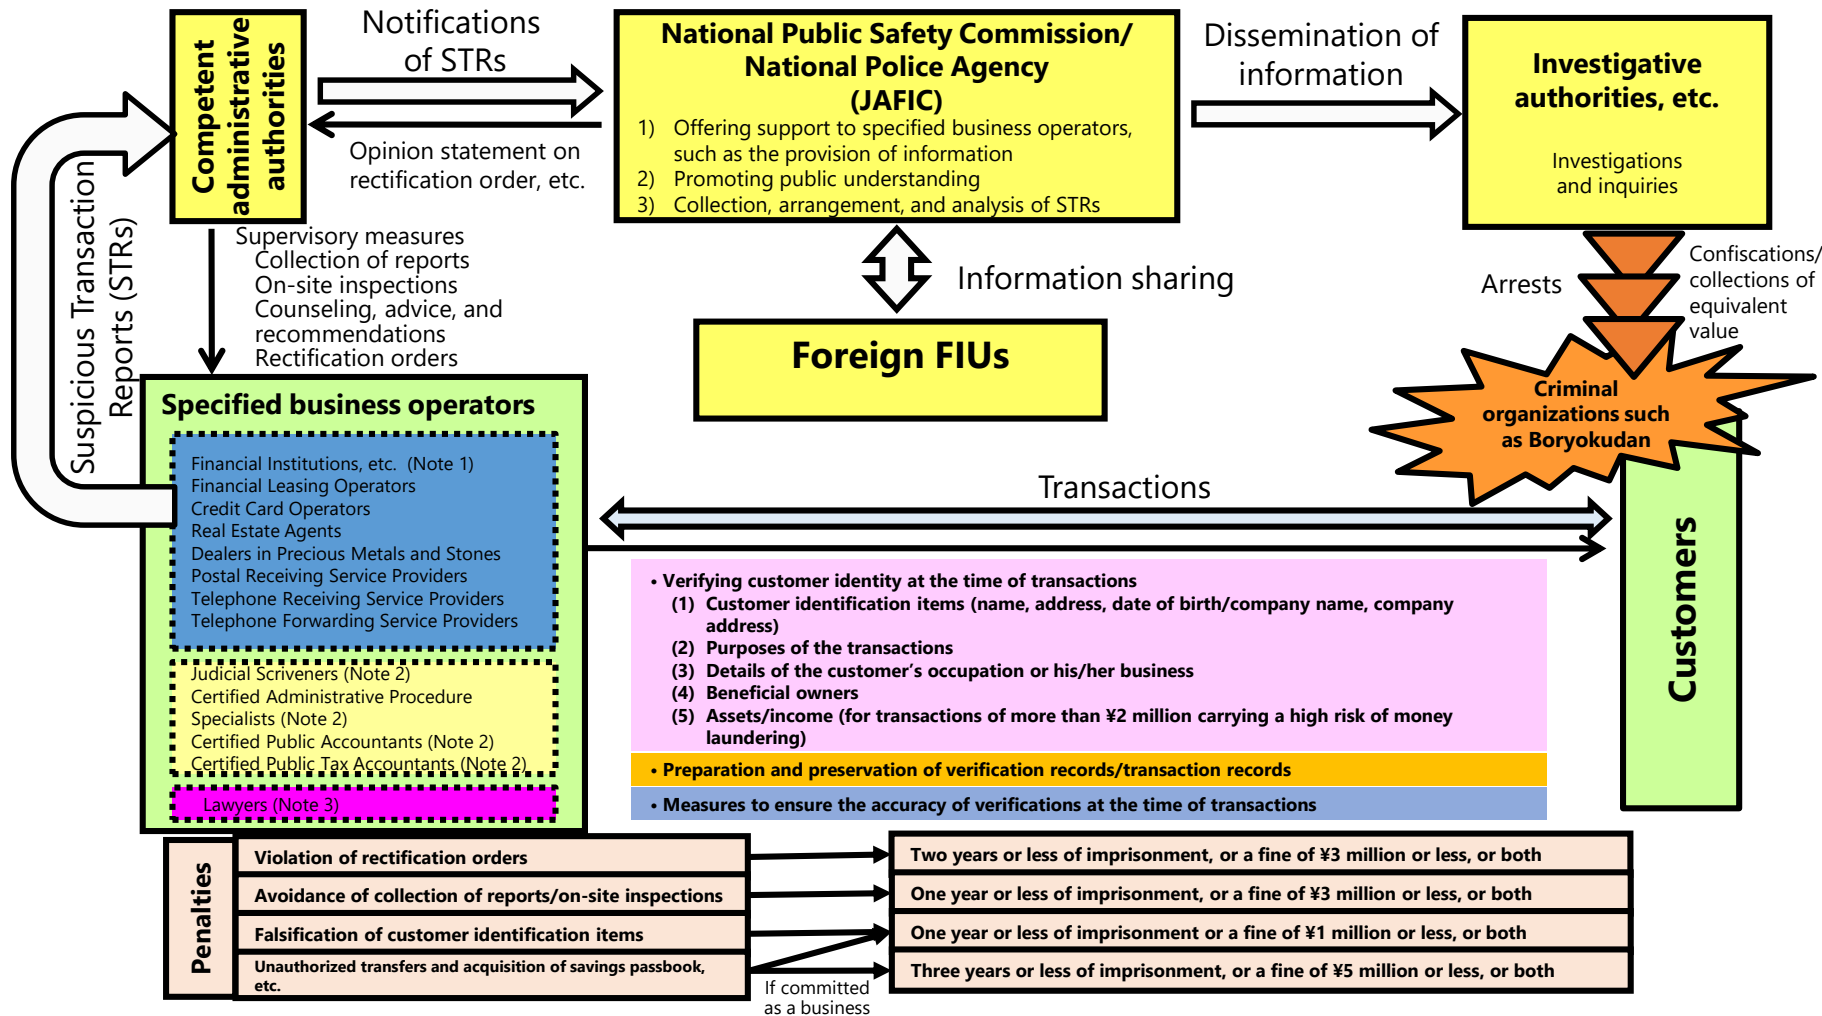 Competent
administrative
authorities
Notifications
of STRs
Opinion statement on
rectification order, etc.
National Public Safety Commission/
National Police Agency
(JAFIC)
1) Offering support to specified business operators,
such as the provision of information
2) Promoting public understanding
3) Collection, arrangement, and analysis of STRs
Dissemination of
information
Investigative
authorities, etc.
Investigations
and inquiries
Suspicious Transaction
Reports (STRs)
Supervisory measures
Collection of reports
On-site inspections
Counseling, advice, and
recommendations
Rectification orders
Information sharing
Foreign FIUs
Arrests
Confiscations/
collections of
equivalent
value
Criminal
organizations such
as Boryokudan
Specified business operators
Financial Institutions, etc. (Note 1)
Financial Leasing Operators
Credit Card Operators
Real Estate Agents
Dealers in Precious Metals and Stones
Postal Receiving Service Providers
Telephone Receiving Service Providers
Telephone Forwarding Service Providers
Judicial Scriveners (Note 2)
Certified Administrative Procedure
Specialists (Note 2)
Certified Public Accountants (Note 2)
Certified Public Tax Accountants (Note 2)
Lawyers (Note 3)
Transactions
Customers
• Verifying customer identity at the time of transactions
(1) Customer identification items (name, address, date of birth/company name, company
address)
(2) Purposes of the transactions
(3) Details of the customer's occupation or his/her business
(4) Beneficial owners
(5) Assets/income (for transactions of more than ¥2 million carrying a high risk of money
laundering)
• Preparation and preservation of verification records/transaction records
• Measures to ensure the accuracy of verifications at the time of transactions
Penalties
Violation of rectification orders
Two years or less of imprisonment, or a fine of ¥3 million or less, or both
Avoidance of collection of reports/on-site inspections
One year or less of imprisonment, or a fine of ¥3 million or less, or both
Falsification of customer identification items
One year or less of imprisonment or a fine of ¥1 million or less, or both
Unauthorized transfers and acquisition of savings passbook,
etc.
If committed
as a business
Three years or less of imprisonment, or a fine of ¥5 million or less, or both